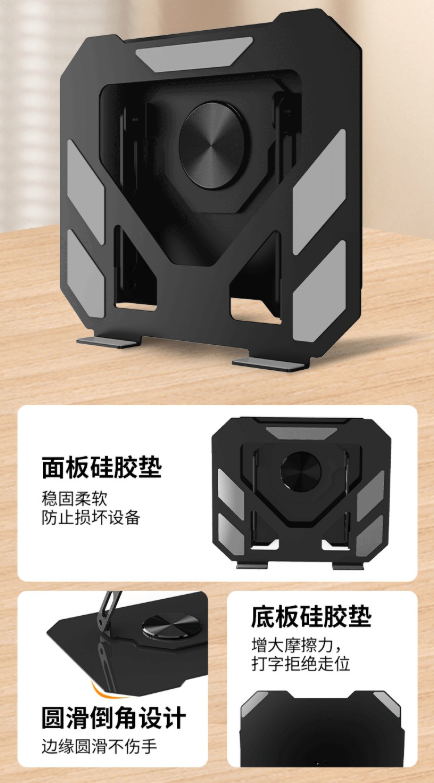 面板硅胶垫
稳固柔软
防止损坏设备
圆滑倒角设计
边缘圆滑不伤手
底板硅胶垫
增大摩擦力，
打字拒绝走位